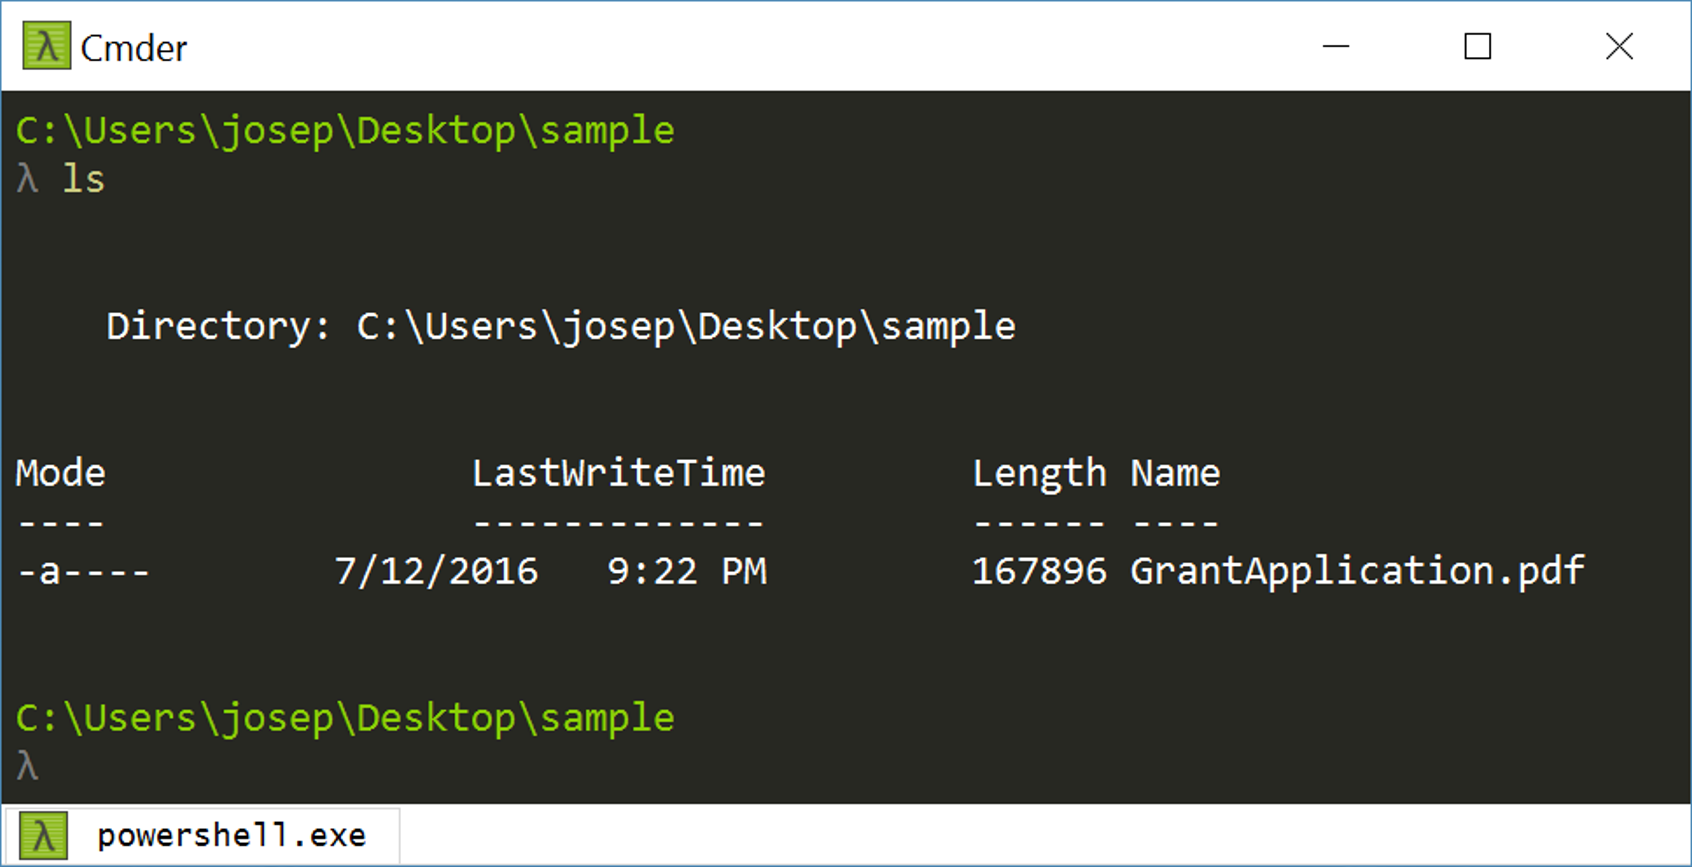 λ Cmder
C:\Users\josep\Desktop\sample
λ ls
Directory: C:\Users\josep\Desktop\sample
Mode LastWriteTime Length Name
---- ------------- ------ ----
-a---- 7/12/2016 9:22 PM 167896 GrantApplication.pdf
C:\Users\josep\Desktop\sample
λ
λ powershell.exe